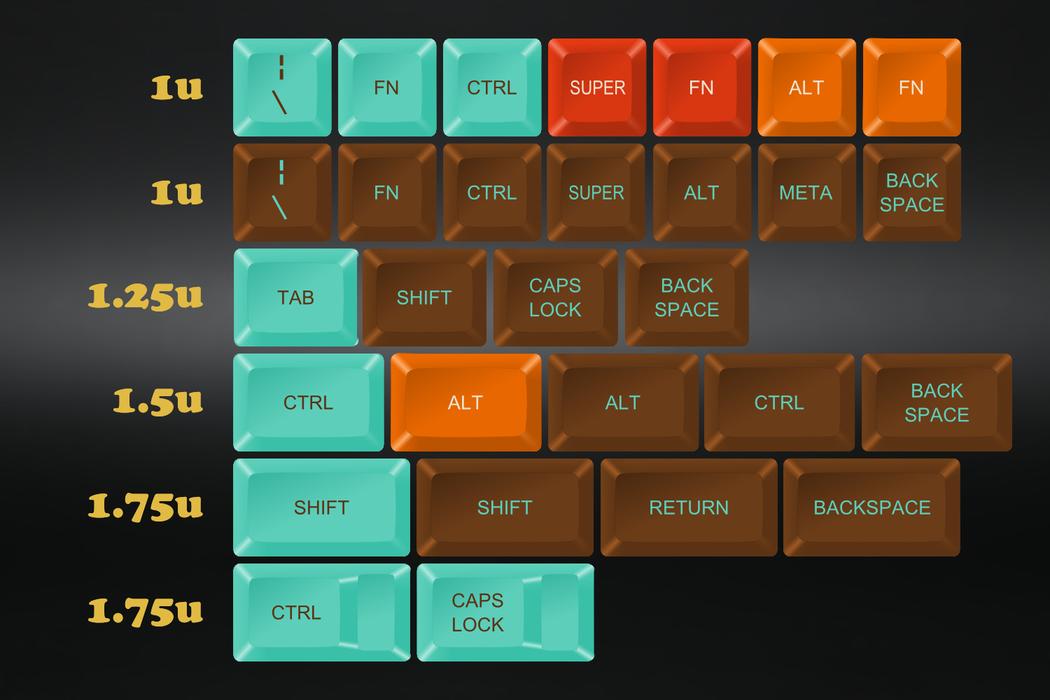 1u ¦ \ FN CTRL SUPER FN ALT FN
1u ¦ \ FN CTRL SUPER ALT META BACK SPACE
1.25u TAB SHIFT CAPS LOCK BACK SPACE
1.5u CTRL ALT ALT CTRL BACK SPACE
1.75u SHIFT SHIFT RETURN BACKSPACE
1.75u CTRL CAPS LOCK